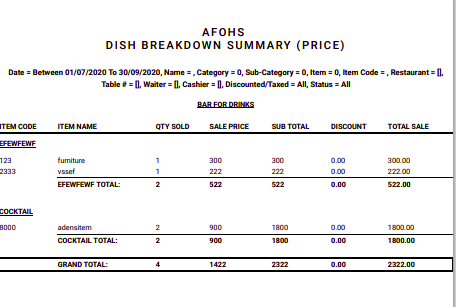 AFOHS
DISH BREAKDOWN SUMMARY (PRICE)
Date = Between 01/07/2020 To 30/09/2020, Name = , Category = 0, Sub-Category = 0, Item = 0, Item Code = , Restaurant = [],
Table # = [], Waiter = [], Cashier = [], Discounted/Taxed = All, Status = All
BAR FOR DRINKS
ITEM CODE ITEM NAME QTY SOLD SALE PRICE SUB TOTAL DISCOUNT TOTAL SALE
EFEWFEWF
123 furniture 1 300 300 0.00 300.00
2333 vssef 1 222 222 0.00 222.00
EFEWFEWF TOTAL: 2 522 522 0.00 522.00
COCKTAIL
8000 adensitem 2 900 1800 0.00 1800.00
COCKTAIL TOTAL: 2 900 1800 0.00 1800.00
GRAND TOTAL: 4 1422 2322 0.00 2322.00